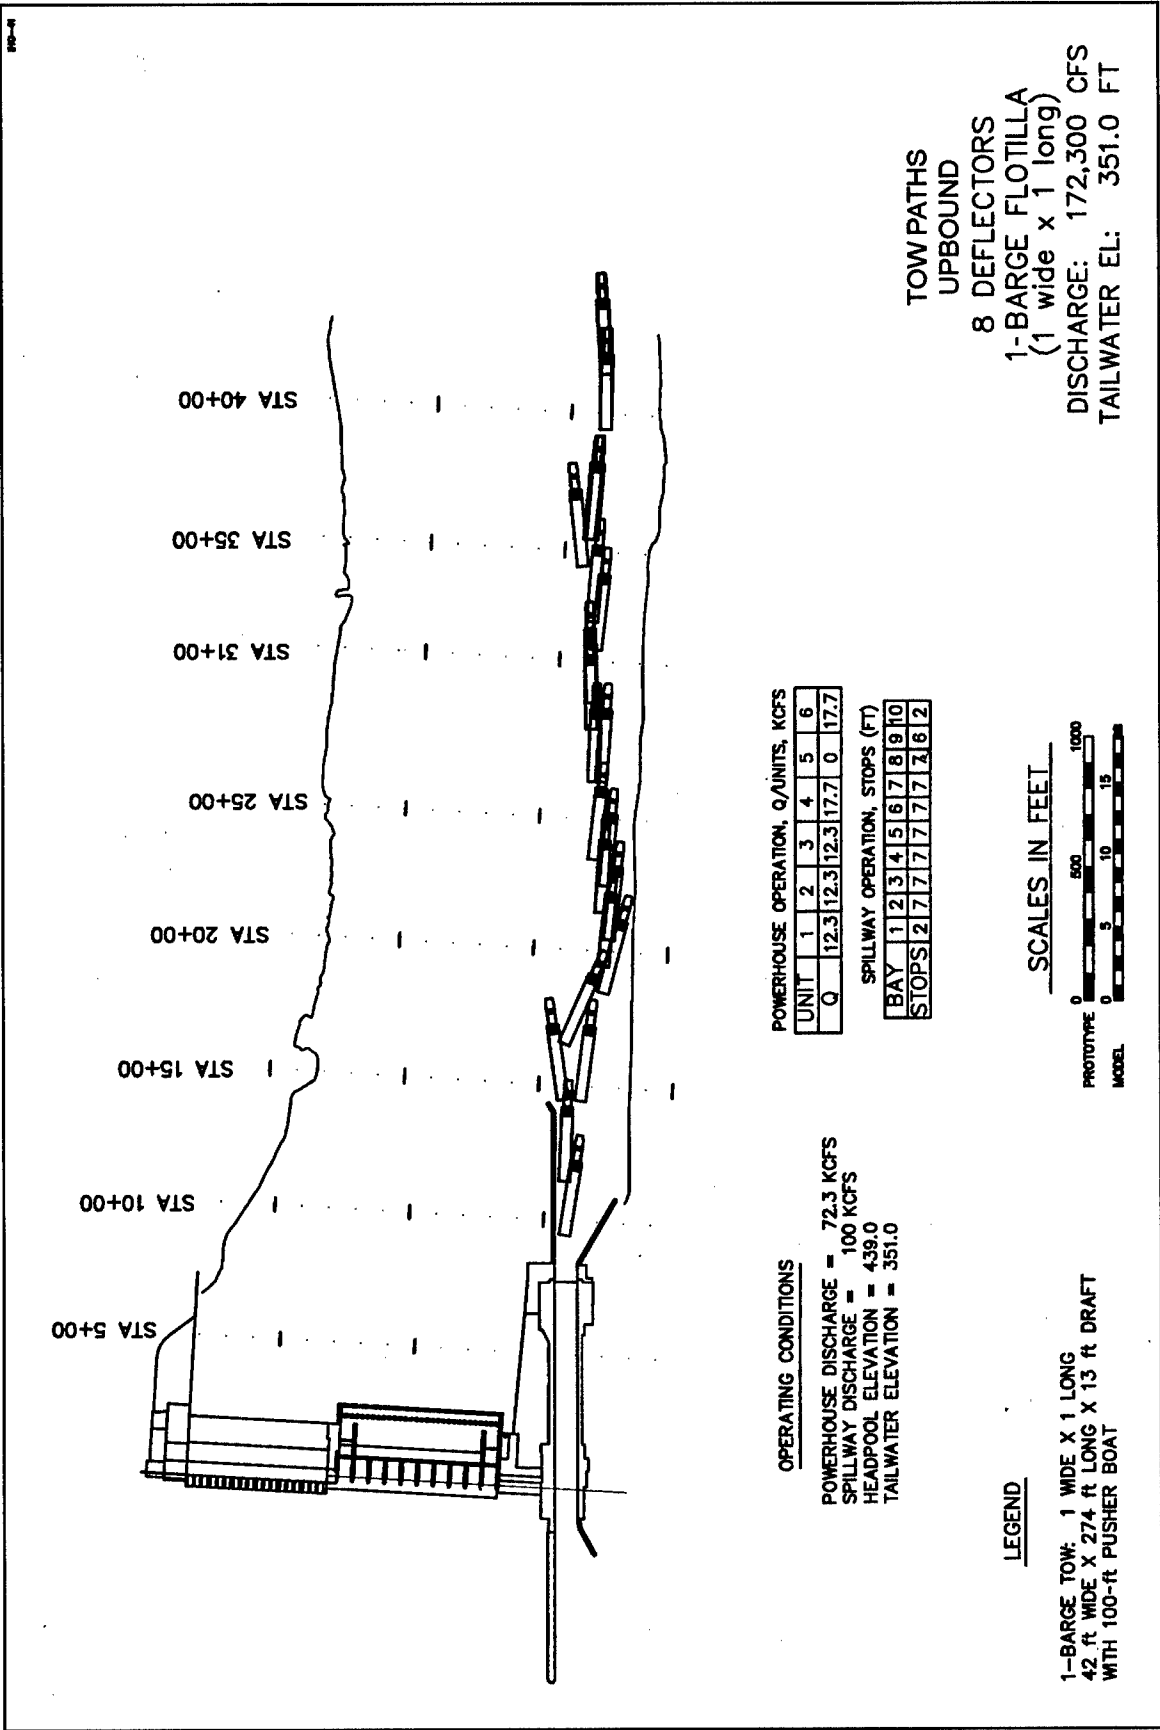 STA 5+00
STA 10+00
STA 15+00
STA 20+00
STA 25+00
STA 31+00
STA 35+00
STA 40+00
OPERATING CONDITIONS
POWERHOUSE DISCHARGE = 72.3 KCFS
SPILLWAY DISCHARGE = 100 KCFS
HEADPOOL ELEVATION = 439.0
TAILWATER ELEVATION = 351.0
POWERHOUSE OPERATION, Q/UNITS, KCFS
UNIT 1 2 3 4 5 6
Q 12.3 12.3 12.3 17.7 0 17.7
SPILLWAY OPERATION, STOPS (FT)
BAY 1 2 3 4 5 6 7 8 9 10
STOPS 2 7 7 7 7 7 7 7 6 2
LEGEND
1-BARGE TOW: 1 WIDE X 1 LONG
42 ft WIDE X 274 ft LONG X 13 ft DRAFT
WITH 100-ft PUSHER BOAT
SCALES IN FEET
PROTOTYPE 0 500 1000
MODEL 0 5 10 15
TOW PATHS
UPBOUND
8 DEFLECTORS
1-BARGE FLOTILLA
(1 wide x 1 long)
DISCHARGE: 172,300 CFS
TAILWATER EL: 351.0 FT